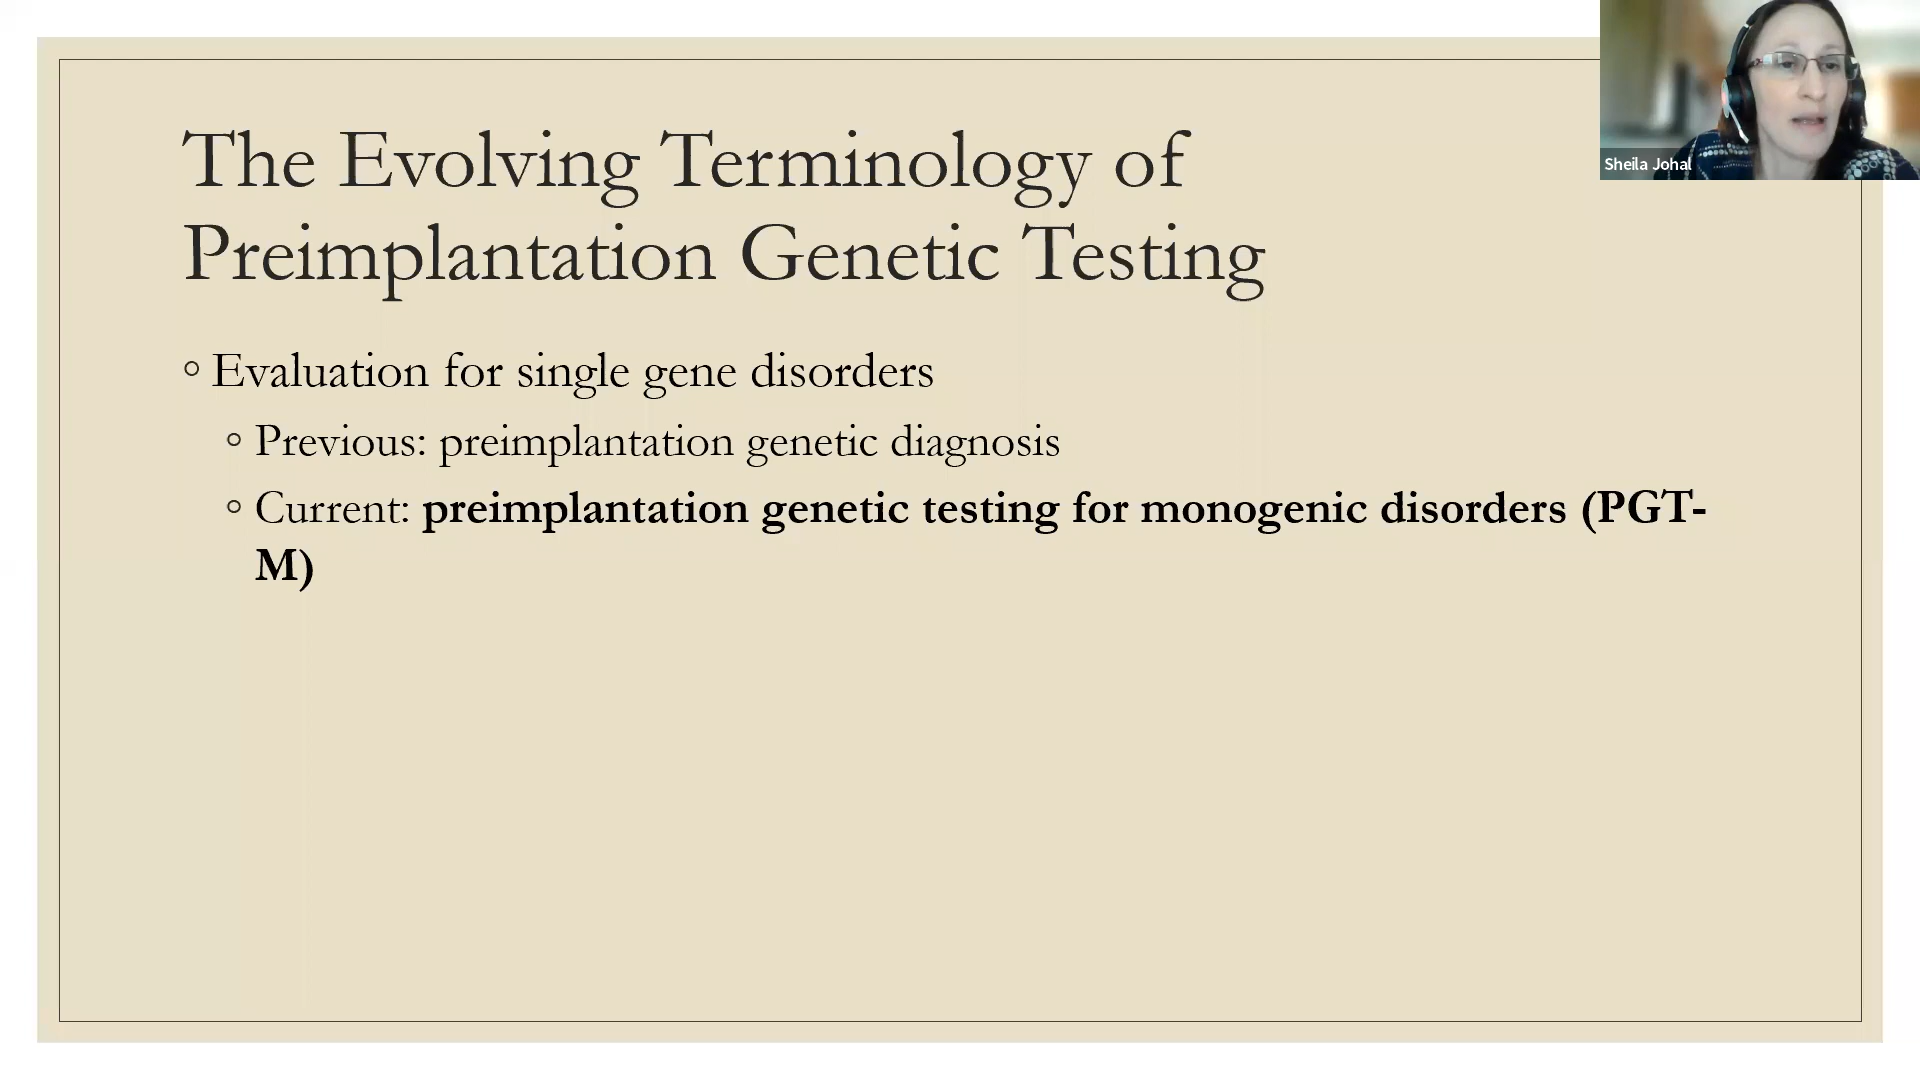 The Evolving Terminology of
Preimplantation Genetic Testing
◦ Evaluation for single gene disorders
◦ Previous: preimplantation genetic diagnosis
◦ Current: preimplantation genetic testing for monogenic disorders (PGT-
M)
Sheila Johal